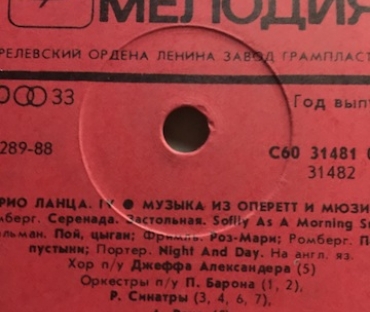 МЕЛОДИЯ
РЕЛЕВСКИЙ ОРДЕНА ЛЕНИНА ЗАВОД ГРАМПЛАСТ
33
Год вып
289-88
С60 31481
31482
РИО ЛАНЦА. IV ● МУЗЫКА ИЗ ОПЕРЕТТ И МЮЗИ
мберг. Серенада. Застольная. Softly As A Morning S
льман. Пой, цыган; Фримль. Роз-Мари; Ромберг. П
пустыни; Портер. Night And Day. На англ. яз.
Хор п/у Джеффа Александера (5)
Оркестры п/у П. Барона (1, 2),
Р. Синатры (3, 4, 6, 7),